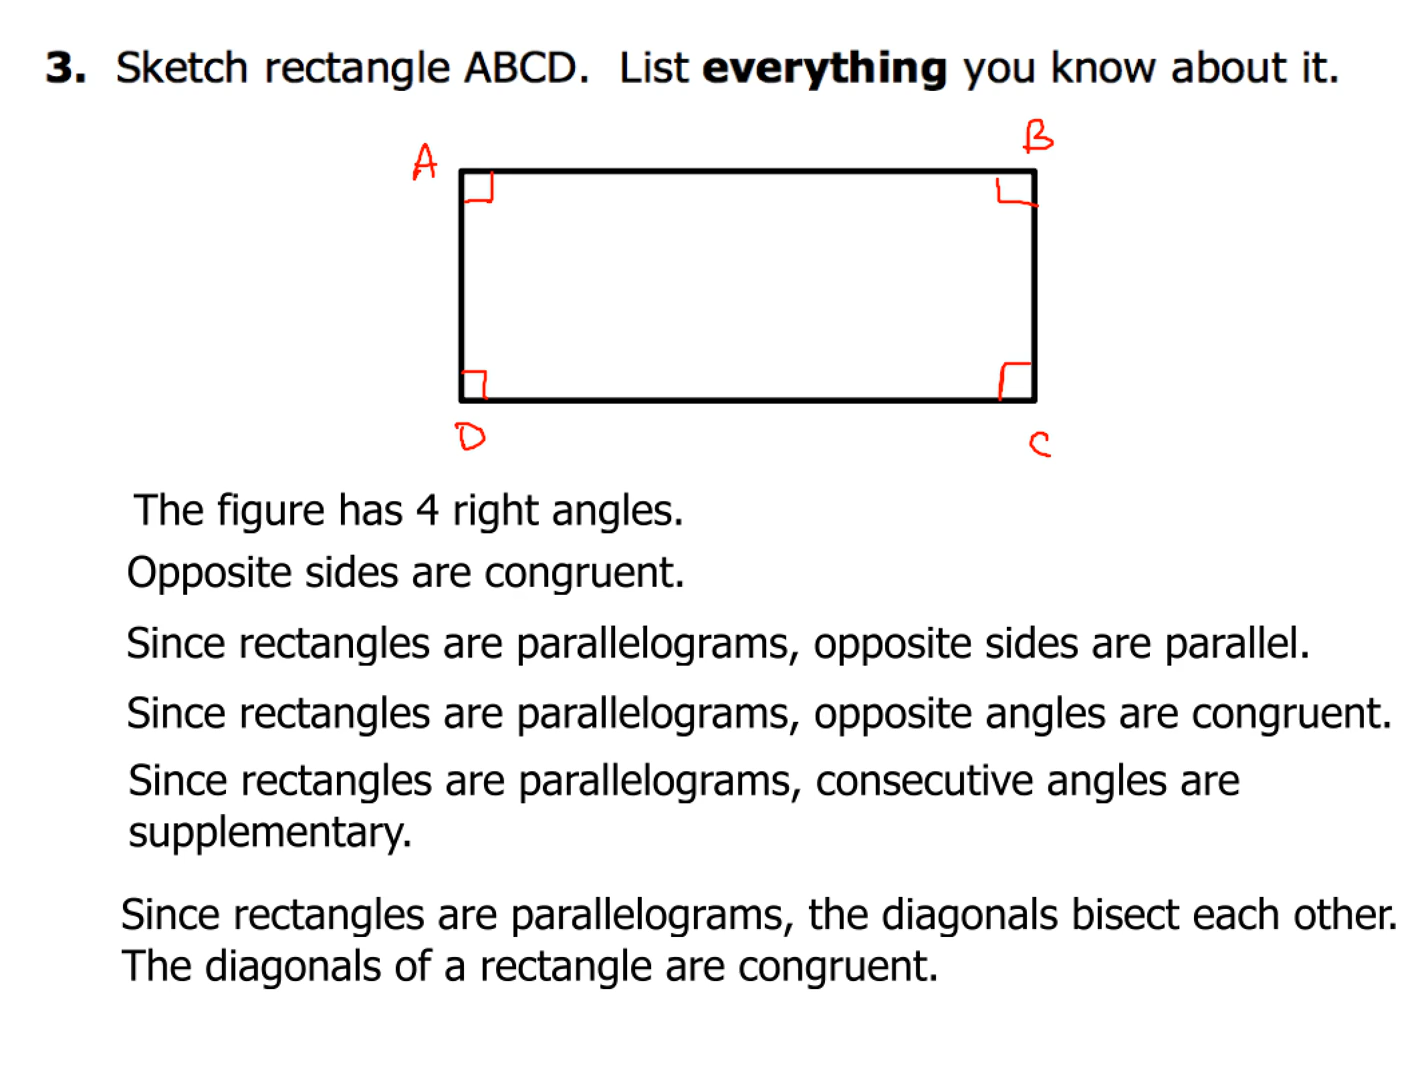 3. Sketch rectangle ABCD. List everything you know about it.
A
B
D
C
The figure has 4 right angles.
Opposite sides are congruent.
Since rectangles are parallelograms, opposite sides are parallel.
Since rectangles are parallelograms, opposite angles are congruent.
Since rectangles are parallelograms, consecutive angles are
supplementary.
Since rectangles are parallelograms, the diagonals bisect each other.
The diagonals of a rectangle are congruent.